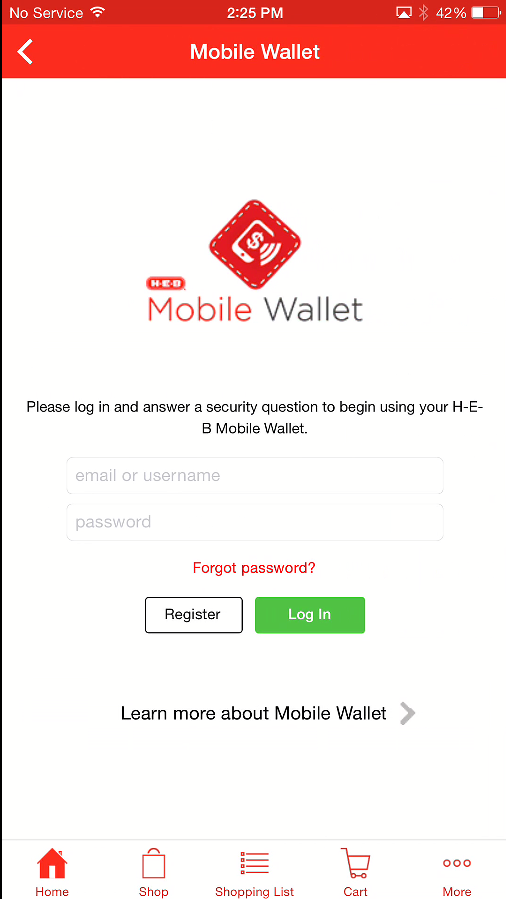 No Service 2:25 PM 42%
Mobile Wallet
$
H-E-B
Mobile Wallet
Please log in and answer a security question to begin using your H-E-
B Mobile Wallet.
email or username
password
Forgot password?
Register Log In
Learn more about Mobile Wallet
Home Shop Shopping List Cart More